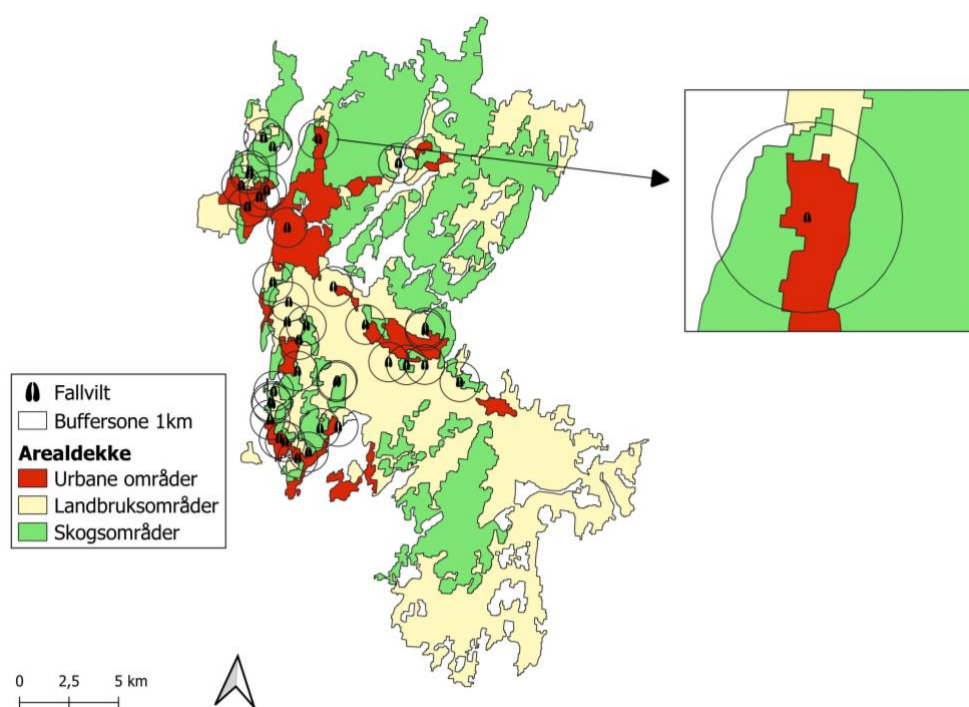 Fallvilt
Buffersone 1km
Arealdekke
Urbane områder
Landbruksområder
Skogsområder
0 2,5 5 km